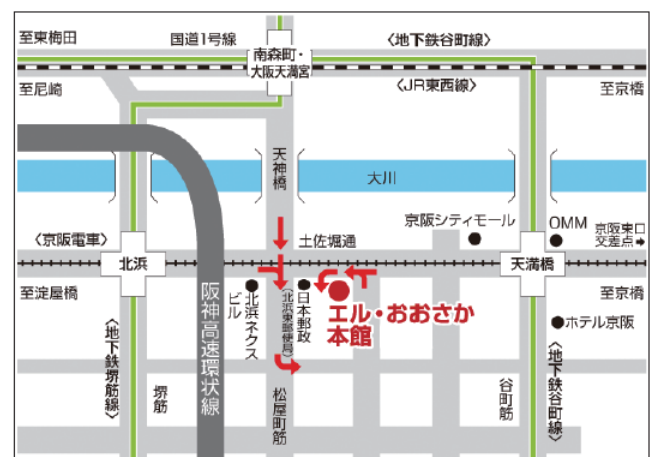 至東梅田
国道1号線
南森町・
大阪天満宮
〈地下鉄谷町線〉
至尼崎
〈JR東西線〉
至京橋
天神橋
大川
京阪シティモール
OMM
京阪東口
交差点➡
〈京阪電車〉
土佐堀通
北浜
天満橋
至淀屋橋
阪神高速環状線
北浜ネクス
ビル
(北浜東郵便局)
日本郵政
エル・おおさか
本館
至京橋
ホテル京阪
〈地下鉄堺筋線〉
堺筋
松屋町筋
谷町筋
〈地下鉄谷町線〉